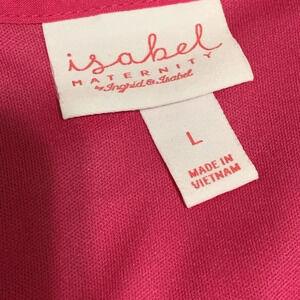 isabel
MATERNITY
by Ingrid & Isabel
L
MADE IN
VIETNAM